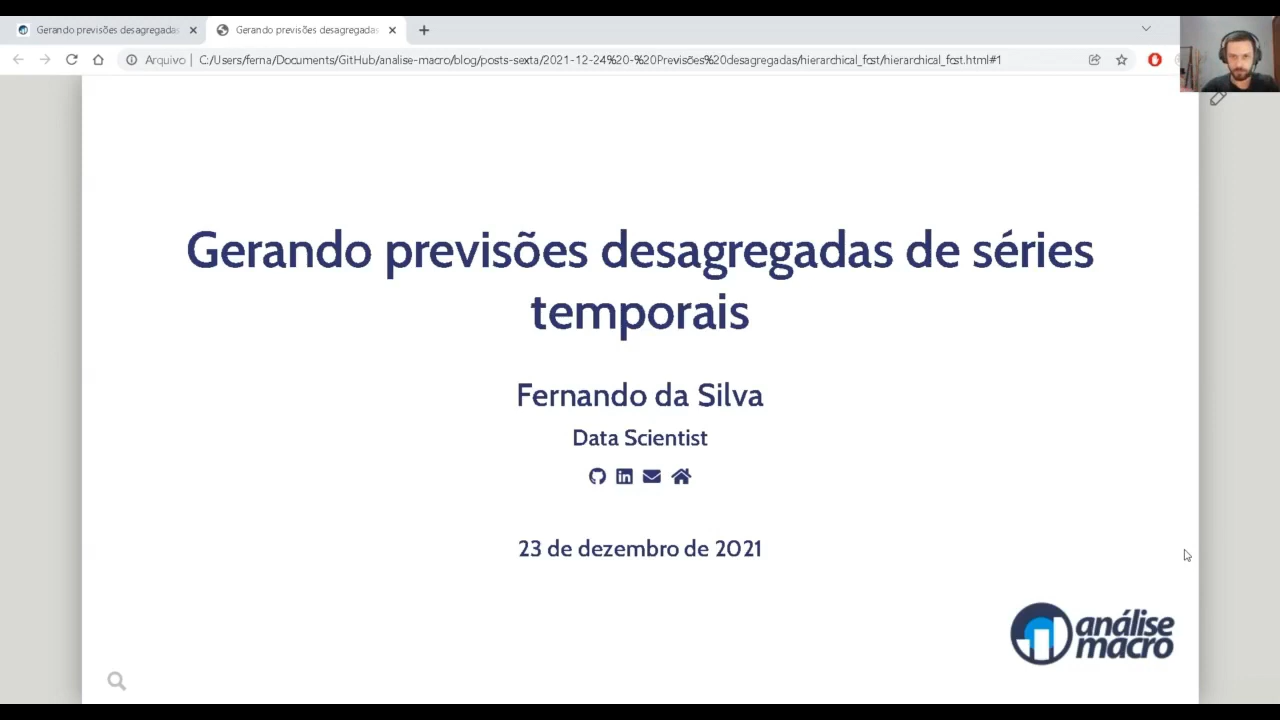 Gerando previsões desagregadas
Gerando previsões desagregadas
Arquivo
C:/Users/ferna/Documents/GitHub/analise-macro/blog/posts-sexta/2021-12-24%20-%20Previsões%20desagregadas/hierarchical_fcst/hierarchical_fcst.html#1
Gerando previsões desagregadas de séries
temporais
Fernando da Silva
Data Scientist
23 de dezembro de 2021
análise
macro